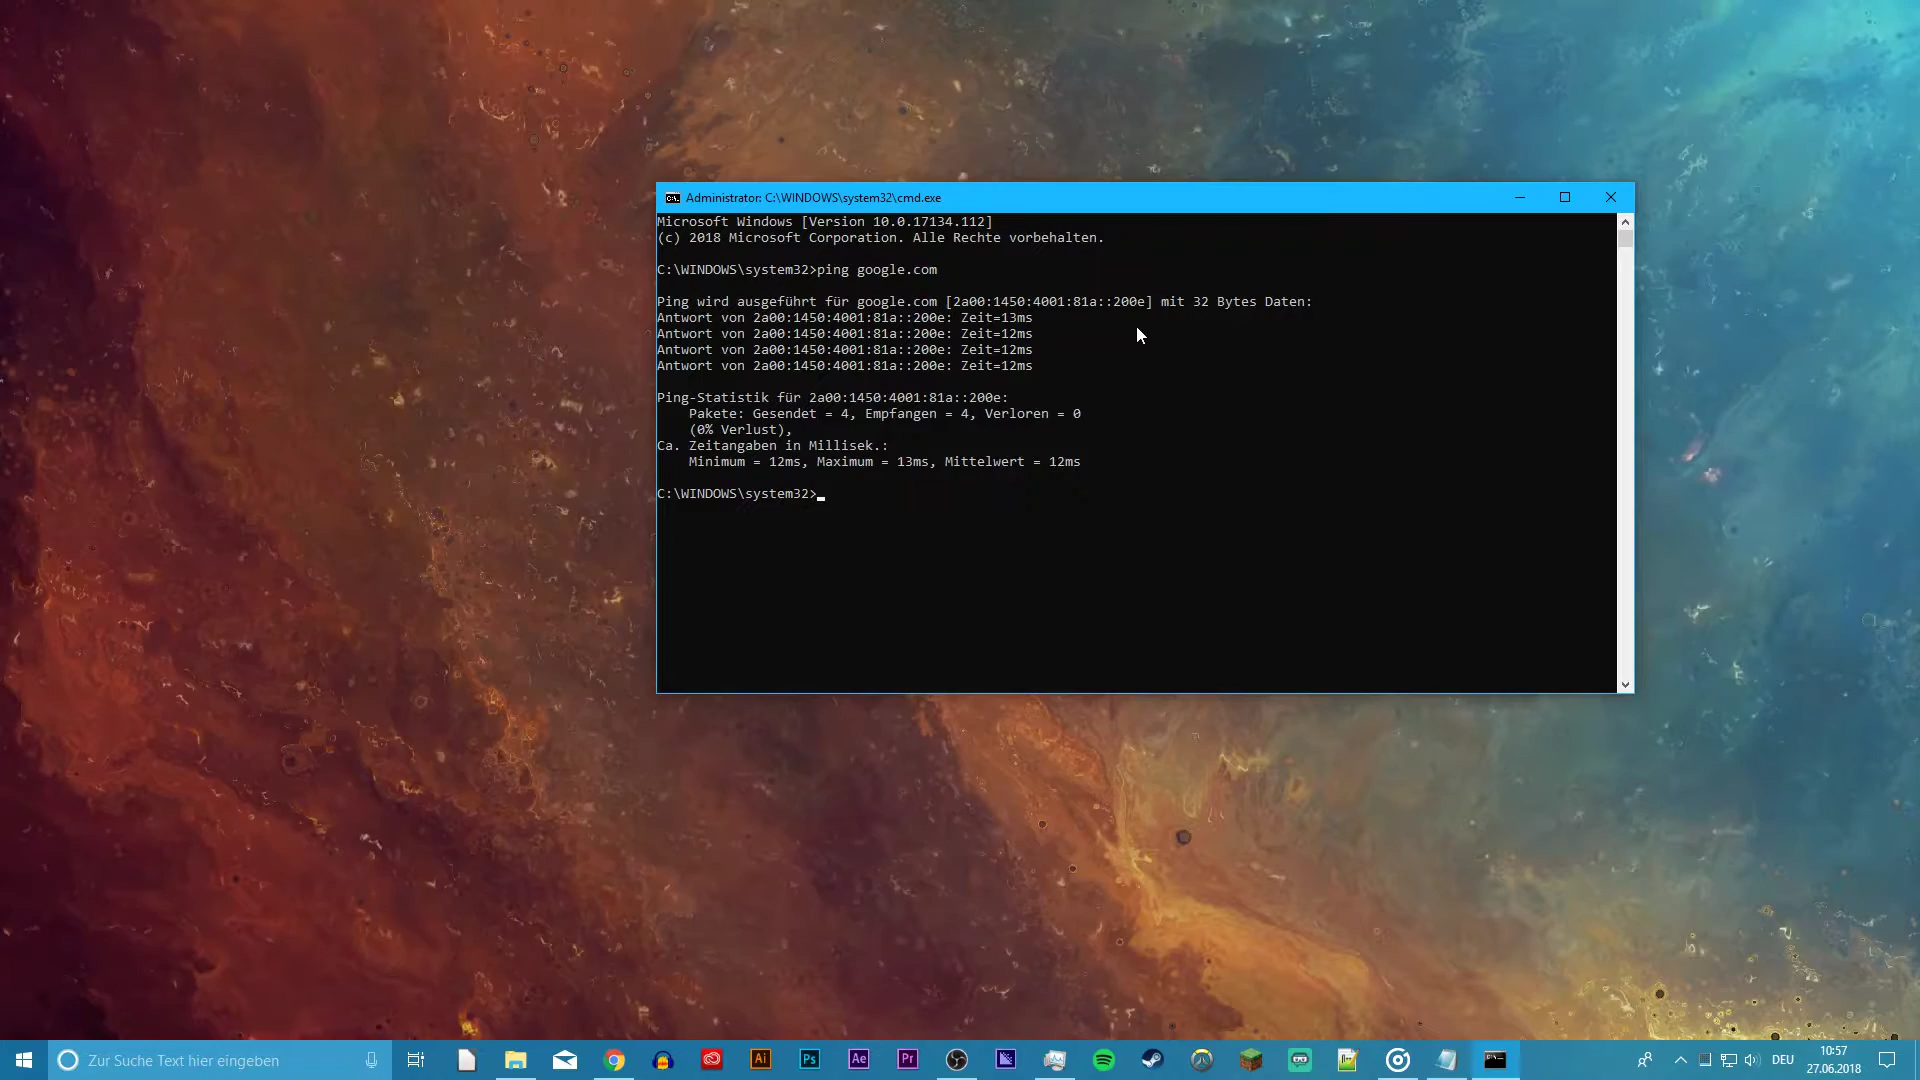 Administrator: C:\WINDOWS\system32\cmd.exe
Microsoft Windows [Version 10.0.17134.112]
(c) 2018 Microsoft Corporation. Alle Rechte vorbehalten.
C:\WINDOWS\system32>ping google.com
Ping wird ausgeführt für google.com [2a00:1450:4001:81a::200e] mit 32 Bytes Daten:
Antwort von 2a00:1450:4001:81a::200e: Zeit=13ms
Antwort von 2a00:1450:4001:81a::200e: Zeit=12ms
Antwort von 2a00:1450:4001:81a::200e: Zeit=12ms
Antwort von 2a00:1450:4001:81a::200e: Zeit=12ms
Ping-Statistik für 2a00:1450:4001:81a::200e:
Pakete: Gesendet = 4, Empfangen = 4, Verloren = 0
(0% Verlust),
Ca. Zeitangaben in Millisek.:
Minimum = 12ms, Maximum = 13ms, Mittelwert = 12ms
C:\WINDOWS\system32>
Zur Suche Text hier eingeben
Ai
Ps
Ae
Pr
DEU
10:57
27.06.2018